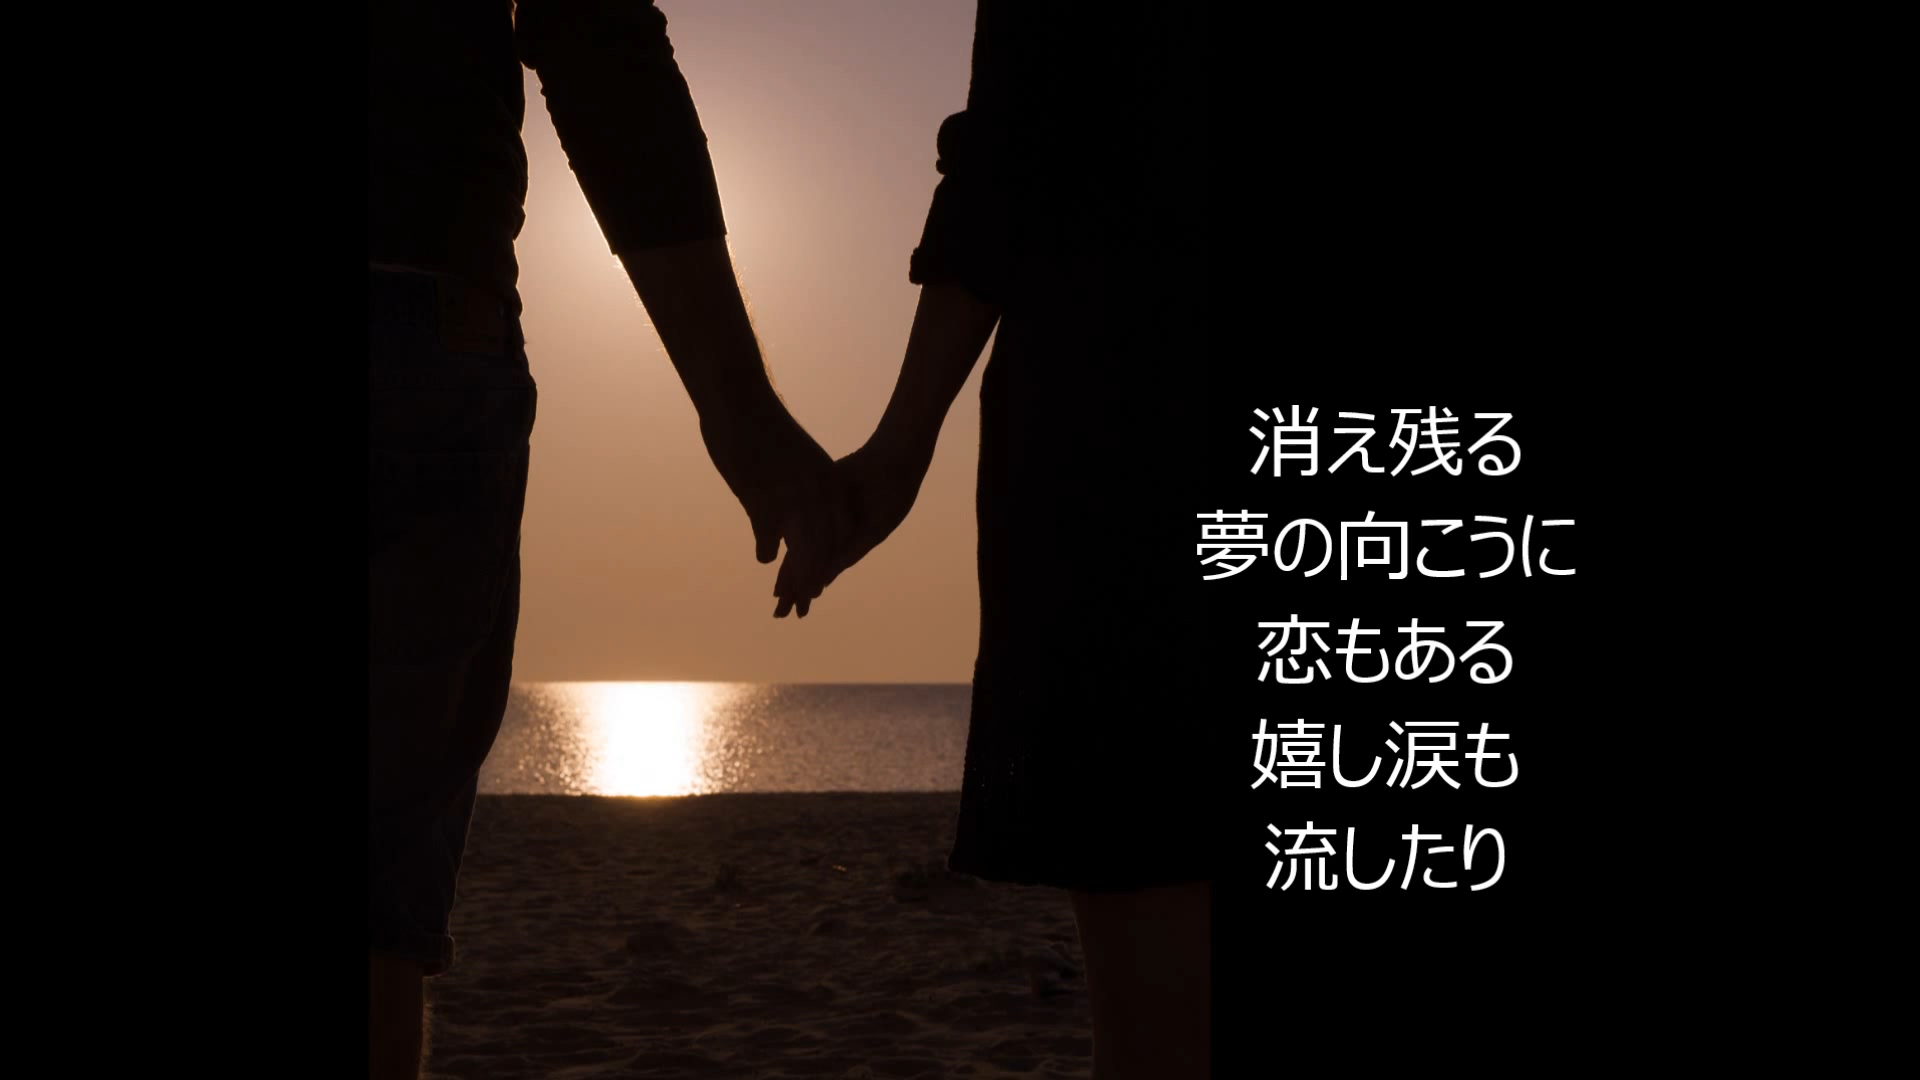 消え残る
夢の向こうに
恋もある
嬉し涙も
流したり